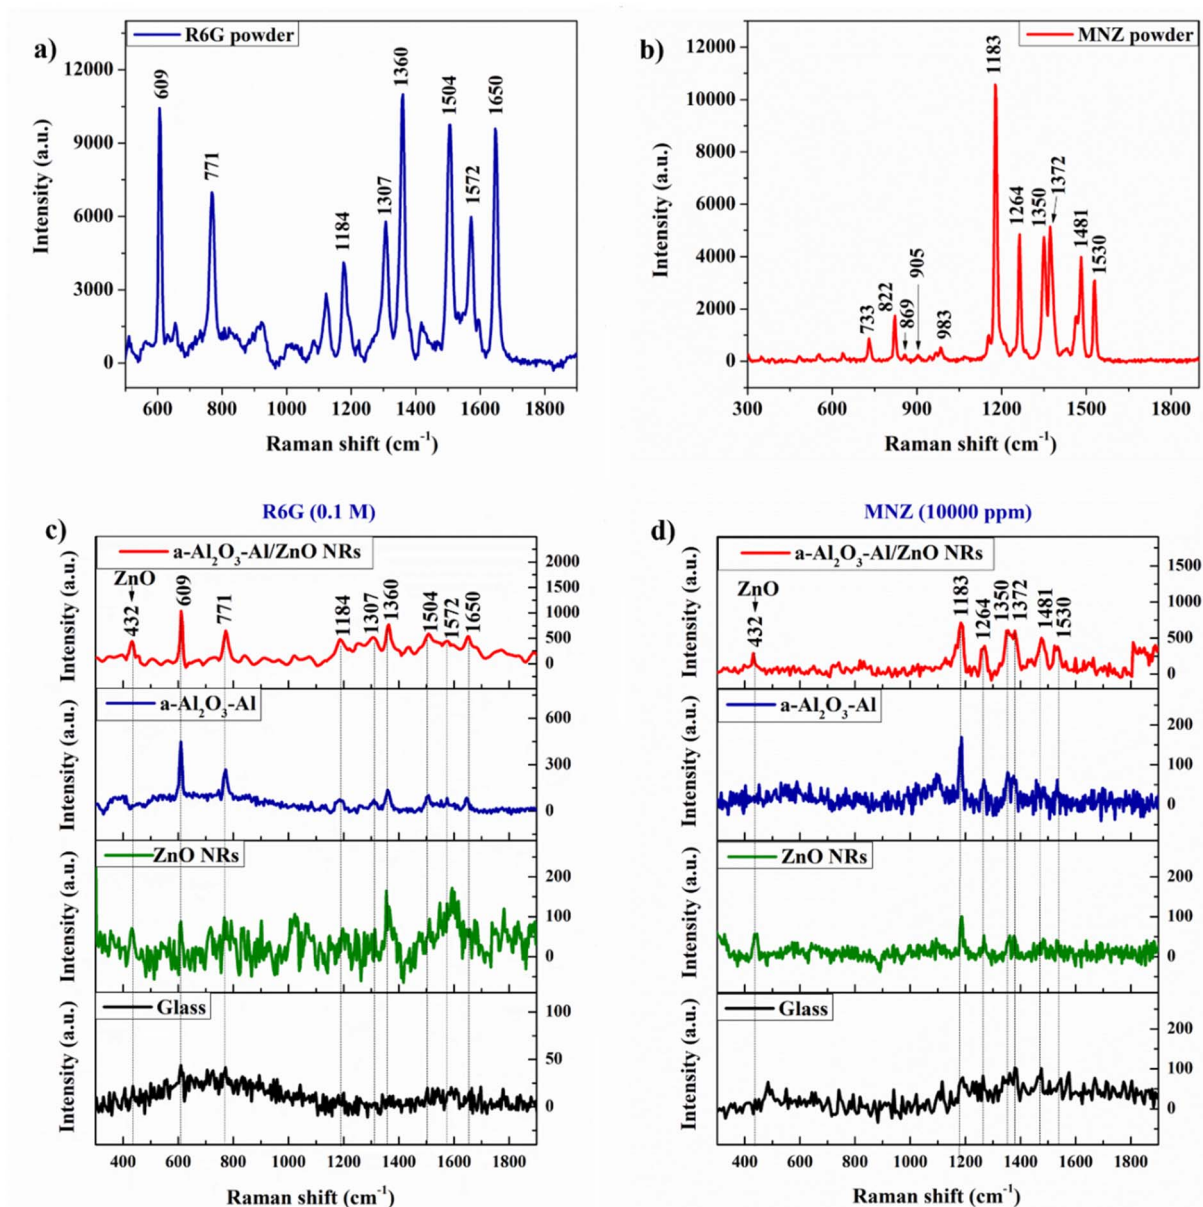 a)
R6G powder
12000
9000
6000
3000
0
Intensity (a.u.)
609
771
1184
1307
1360
1504
1572
1650
600 800 1000 1200 1400 1600 1800
Raman shift (cm-1)
b)
MNZ powder
12000
10000
8000
6000
4000
2000
0
Intensity (a.u.)
733
822
869
905
983
1183
1264
1350
1372
1481
1530
300 600 900 1200 1500 1800
Raman shift (cm-1)
c)
R6G (0.1 M)
a-Al2O3-Al/ZnO NRs
Intensity (a.u.)
ZnO
432
609
771
1184
1307
1360
1504
1572
1650
2000
1500
1000
500
0
a-Al2O3-Al
Intensity (a.u.)
600
300
0
ZnO NRs
Intensity (a.u.)
200
100
0
Glass
Intensity (a.u.)
100
50
0
400 600 800 1000 1200 1400 1600 1800
Raman shift (cm-1)
d)
MNZ (10000 ppm)
a-Al2O3-Al/ZnO NRs
Intensity (a.u.)
ZnO
432
1183
1264
1350
1372
1481
1530
1500
1000
500
0
a-Al2O3-Al
Intensity (a.u.)
200
100
0
ZnO NRs
Intensity (a.u.)
200
100
0
Glass
Intensity (a.u.)
200
100
0
400 600 800 1000 1200 1400 1600 1800
Raman shift (cm-1)